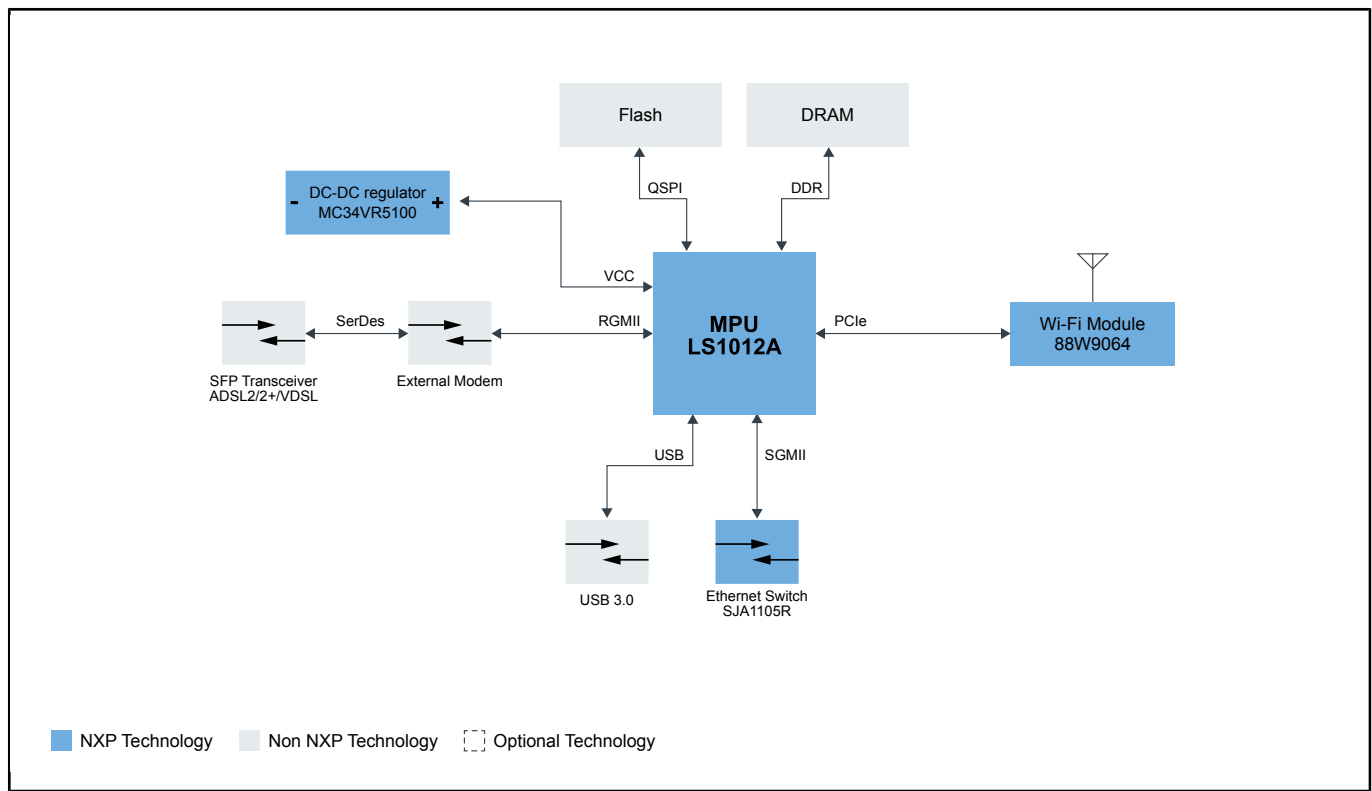 Flash
DRAM
QSPI
DDR
- DC-DC regulator +
MC34VR5100
VCC
SerDes
RGMII
MPU
LS1012A
PCIe
Wi-Fi Module
88W9064
SFP Transceiver
ADSL2/2+/VDSL
External Modem
USB
SGMII
USB 3.0
Ethernet Switch
SJA1105R
NXP Technology
Non NXP Technology
Optional Technology